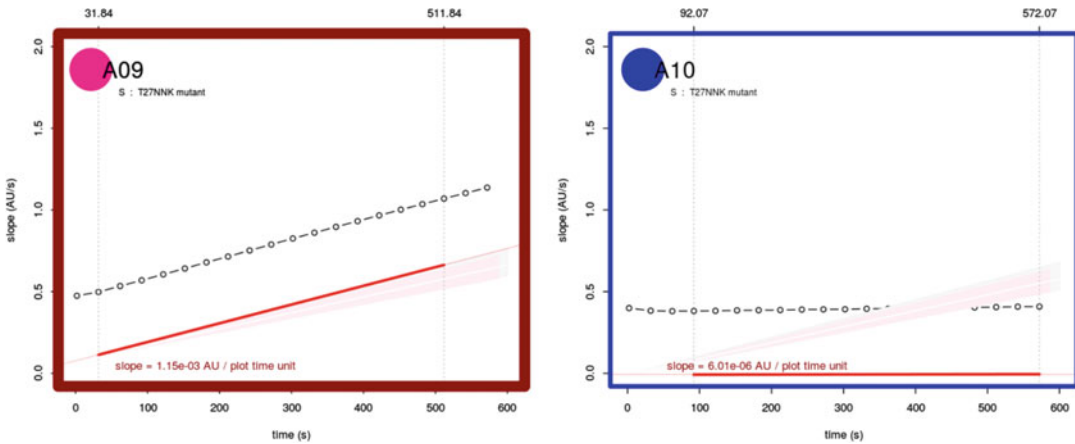 31.84 511.84
A09
S : T27NNK mutant
slope (AU/s)
2.0
1.5
1.0
0.5
0.0
slope = 1.15e-03 AU / plot time unit
0 100 200 300 400 500 600
time (s)
92.07 572.07
A10
S : T27NNK mutant
slope (AU/s)
2.0
1.5
1.0
0.5
0.0
slope = 6.01e-06 AU / plot time unit
0 100 200 300 400 500 600
time (s)